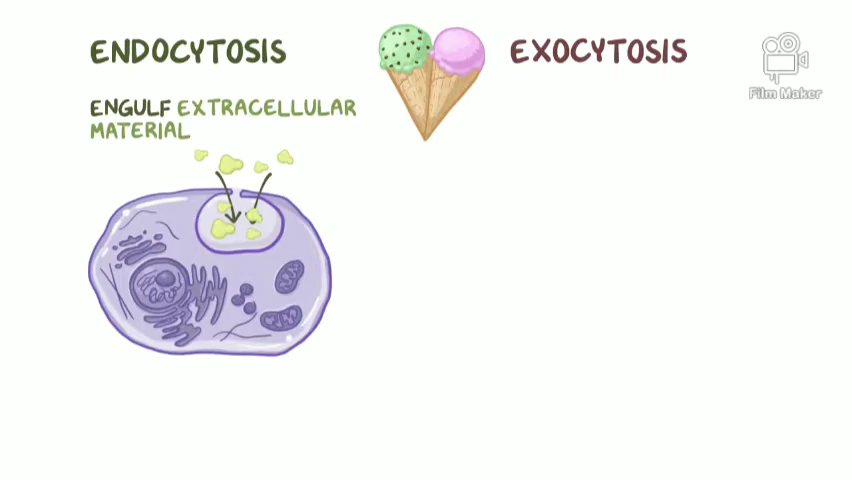 ENDOCYTOSIS
EXOCYTOSIS
Film Maker
ENGULF EXTRACELLULAR
MATERIAL